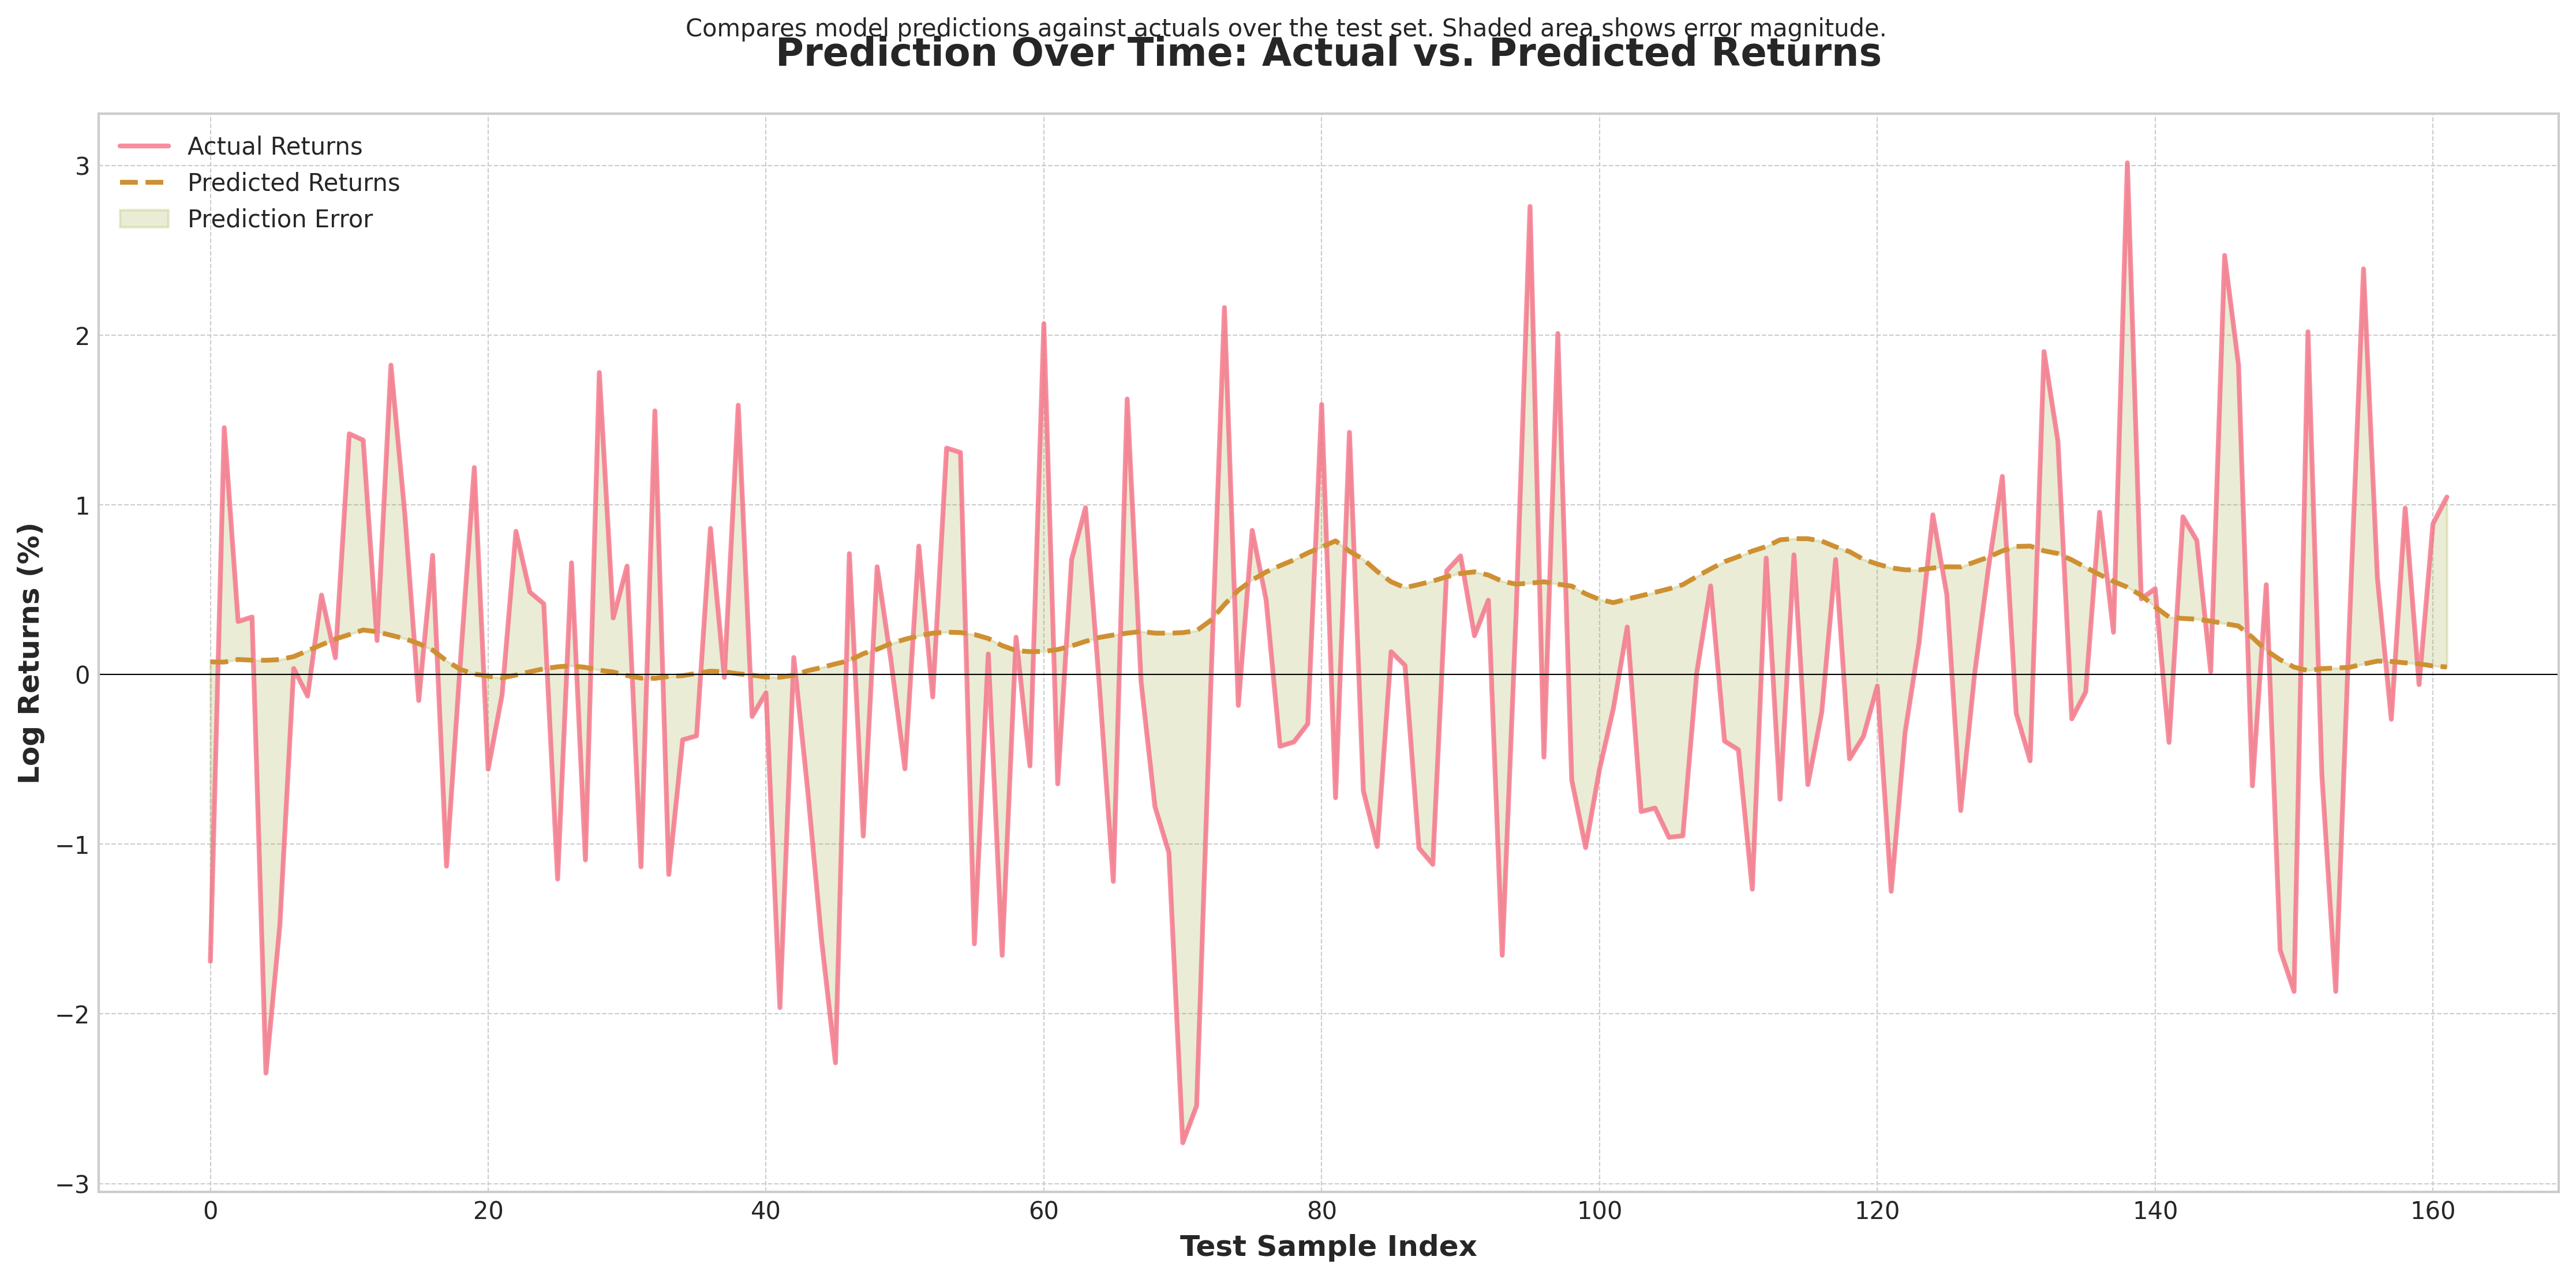 Compares model predictions against actuals over the test set. Shaded area shows error magnitude.
Prediction Over Time: Actual vs. Predicted Returns
Actual Returns
Predicted Returns
Prediction Error
Log Returns (%)
3
2
1
0
−1
−2
−3
0 20 40 60 80 100 120 140 160
Test Sample Index